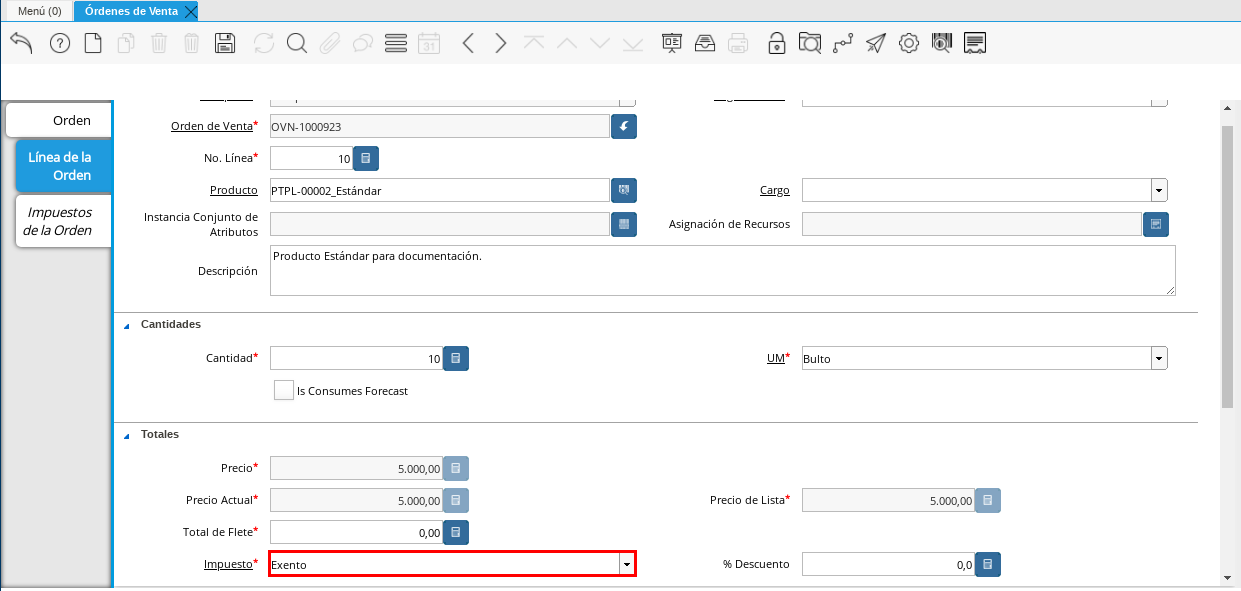 Menú (0)
Órdenes de Venta
31
Orden
Línea de la
Orden
Impuestos
de la Orden
Orden de Venta* OVN-1000923
No. Línea* 10
Producto PTPL-00002_Estándar Cargo
Instancia Conjunto de
Atributos
Asignación de Recursos
Descripción Producto Estándar para documentación.
Cantidades
Cantidad* 10 UM* Bulto
Is Consumes Forecast
Totales
Precio* 5.000,00
Precio Actual* 5.000,00 Precio de Lista* 5.000,00
Total de Flete* 0,00
Impuesto* Exento % Descuento 0,0